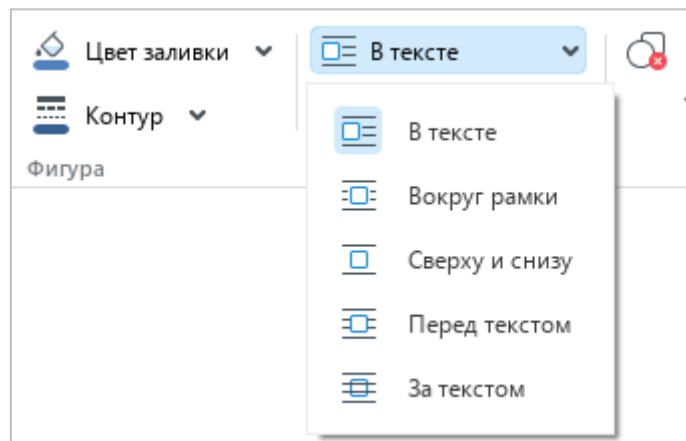 Цвет заливки
В тексте
Контур
Фигура
В тексте
Вокруг рамки
Сверху и снизу
Перед текстом
За текстом